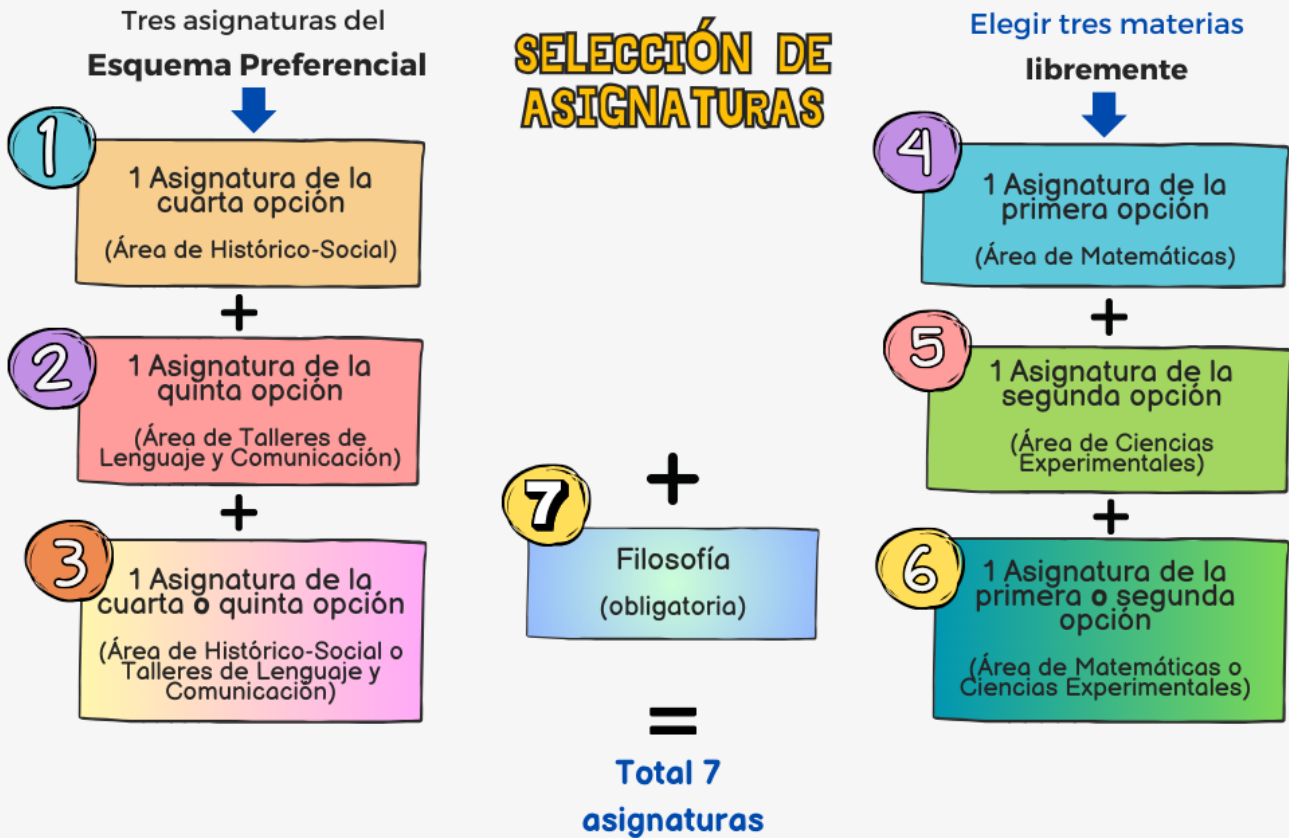 Tres asignaturas del
Esquema Preferencial
1
1 Asignatura de la
cuarta opción
(Área de Histórico-Social)
+
2
1 Asignatura de la
quinta opción
(Área de Talleres de
Lenguaje y Comunicación)
+
3
1 Asignatura de la
cuarta o quinta opción
(Área de Histórico-Social o
Talleres de Lenguaje y
Comunicación)
SELECCIÓN DE
ASIGNATURAS
+
7
Filosofía
(obligatoria)
=
Total 7
asignaturas
Elegir tres materias
libremente
4
1 Asignatura de la
primera opción
(Área de Matemáticas)
+
5
1 Asignatura de la
segunda opción
(Área de Ciencias
Experimentales)
+
6
1 Asignatura de la
primera o segunda
opción
(Área de Matemáticas o
Ciencias Experimentales)